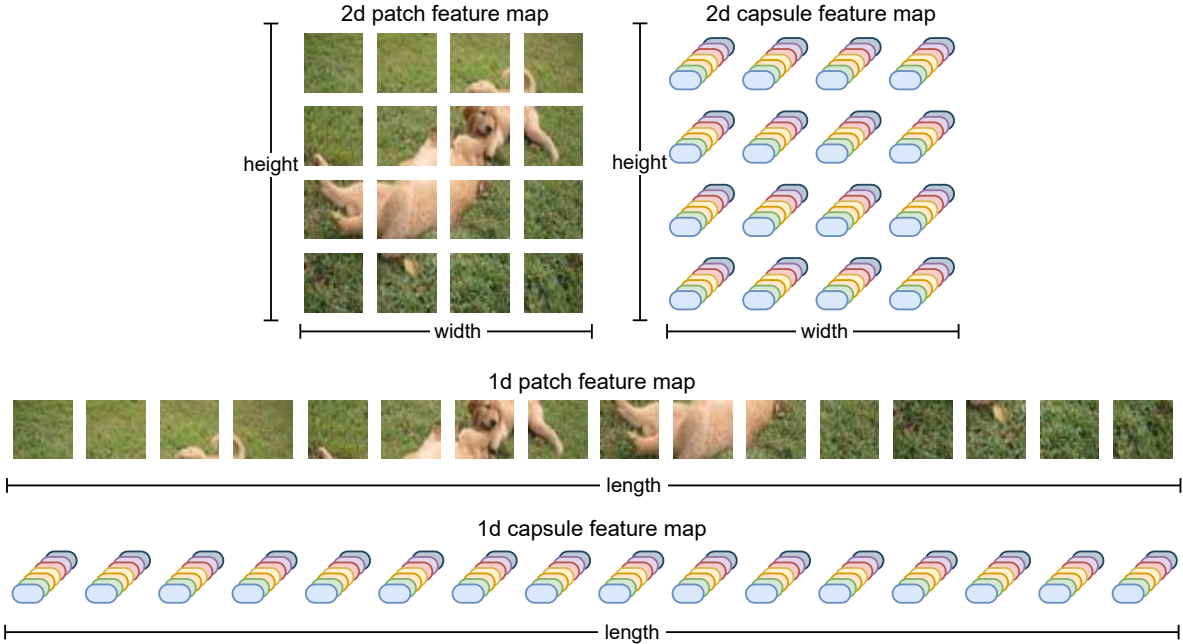 2d patch feature map
2d capsule feature map
height
height
width
width
1d patch feature map
length
1d capsule feature map
length